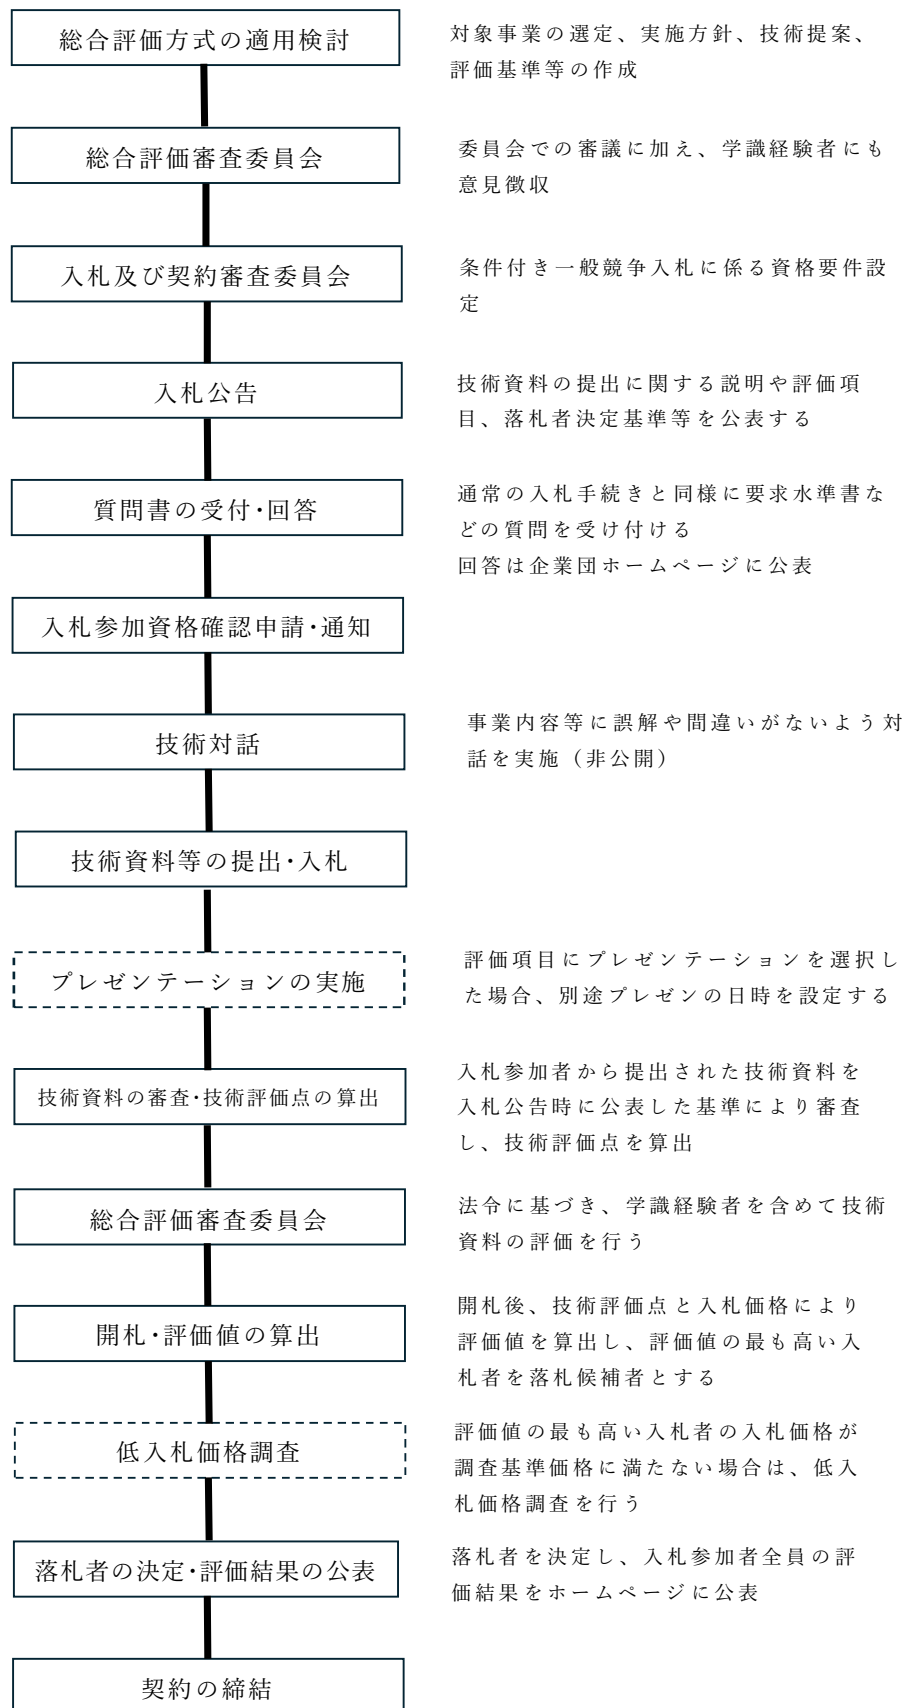 総合評価方式の適用検討
対象事業の選定、実施方針、技術提案、
評価基準等の作成
総合評価審査委員会
委員会での審議に加え、学識経験者にも
意見徴収
入札及び契約審査委員会
条件付き一般競争入札に係る資格要件設
定
入札公告
技術資料の提出に関する説明や評価項
目、落札者決定基準等を公表する
質問書の受付・回答
通常の入札手続きと同様に要求水準書な
どの質問を受け付ける
回答は企業団ホームページに公表
入札参加資格確認申請・通知
技術対話
事業内容等に誤解や間違いがないよう対
話を実施（非公開）
技術資料等の提出・入札
プレゼンテーションの実施
評価項目にプレゼンテーションを選択し
た場合、別途プレゼンの日時を設定する
技術資料の審査・技術評価点の算出
入札参加者から提出された技術資料を
入札公告時に公表した基準により審査
し、技術評価点を算出
総合評価審査委員会
法令に基づき、学識経験者を含めて技術
資料の評価を行う
開札・評価値の算出
開札後、技術評価点と入札価格により
評価値を算出し、評価値の最も高い入
札者を落札候補者とする
低入札価格調査
評価値の最も高い入札者の入札価格が
調査基準価格に満たない場合は、低入
札価格調査を行う
落札者の決定・評価結果の公表
落札者を決定し、入札参加者全員の評
価結果をホームページに公表
契約の締結